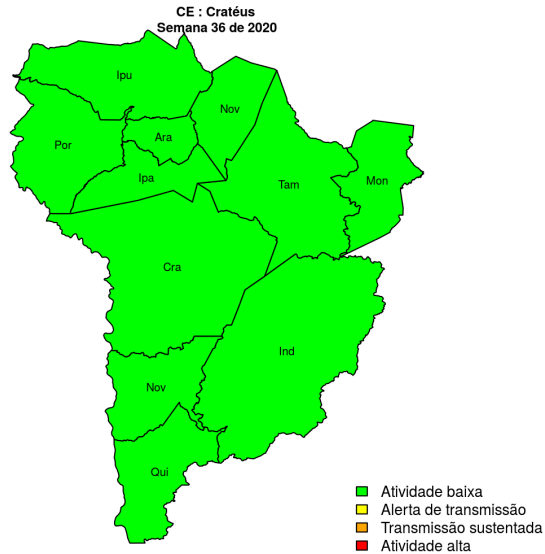 CE : Cratéus
Semana 36 de 2020
Ipu
Nov
Por
Ara
Ipa
Tam
Mon
Cra
Ind
Nov
Qui
Atividade baixa
Alerta de transmissão
Transmissão sustentada
Atividade alta